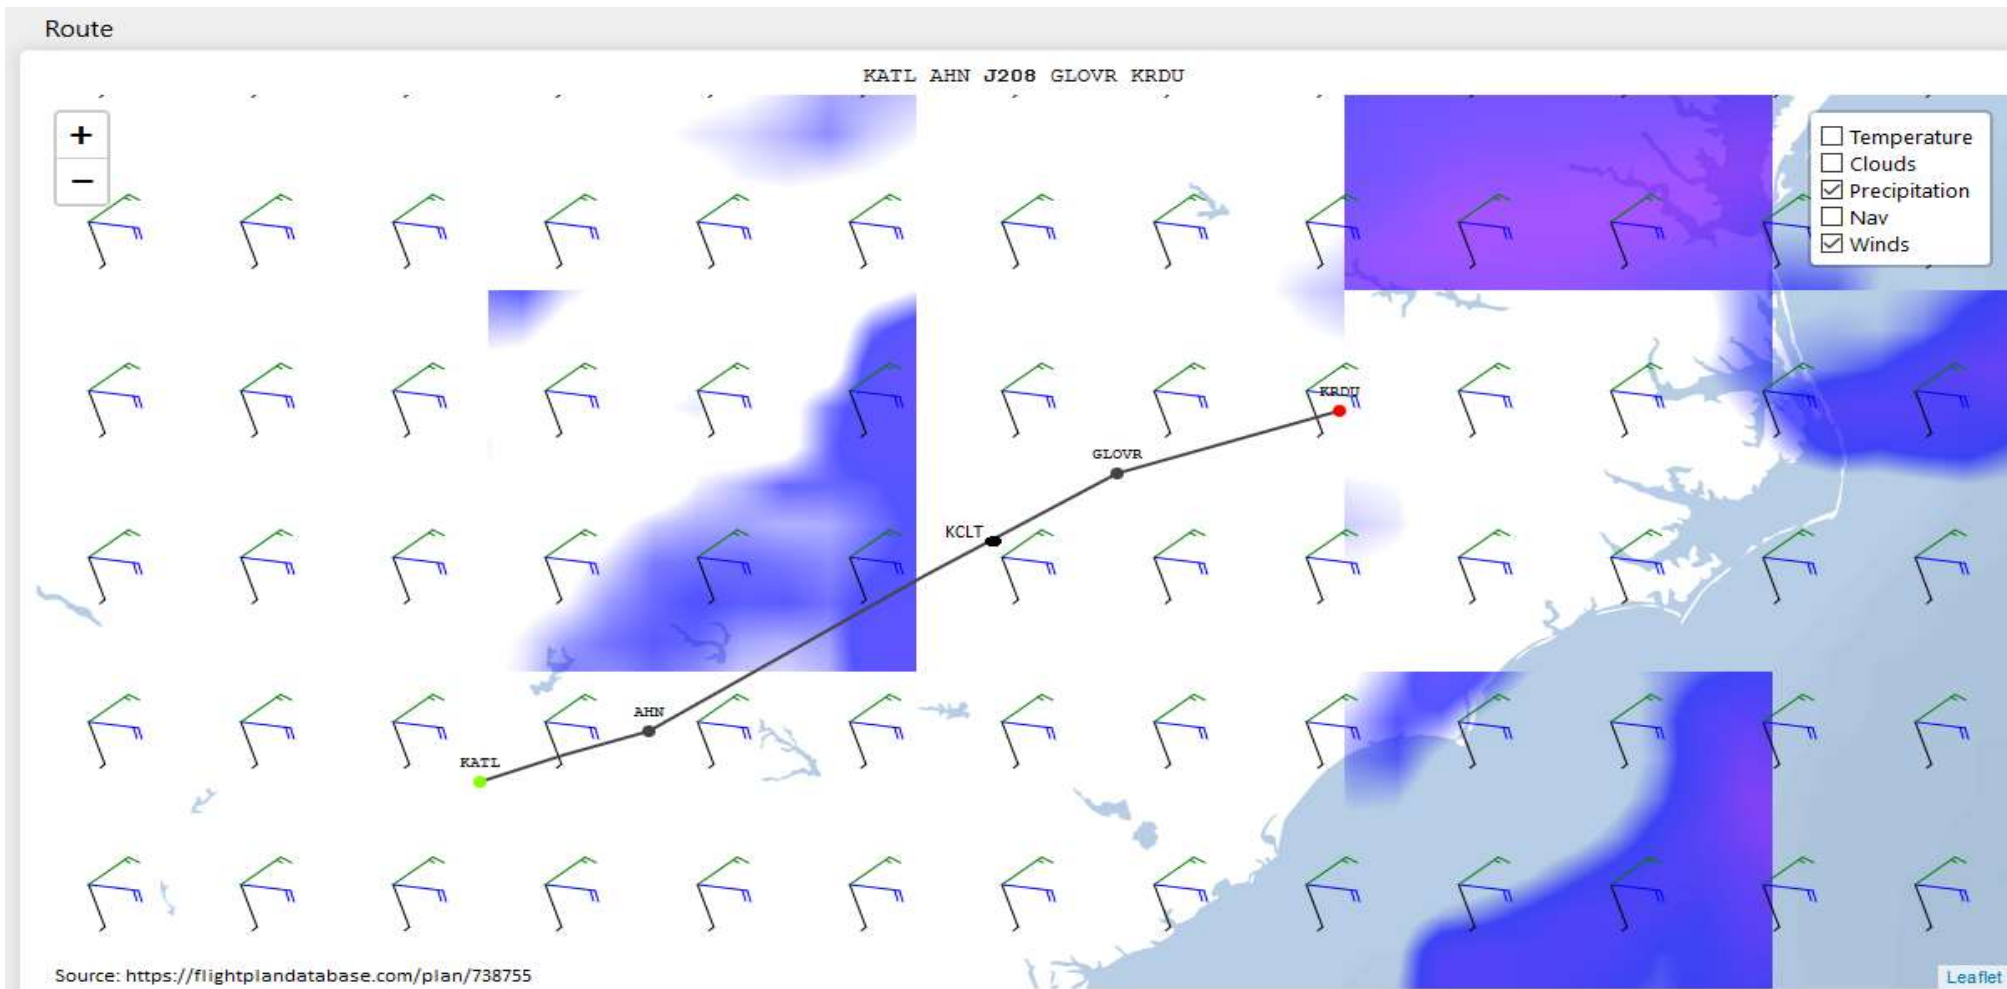 Route
KATL AHN J208 GLOVR KRDU
+
−
Temperature
Clouds
Precipitation
Nav
Winds
KRDU
GLOVR
KCLT
AHN
KATL
Source: https://flightplandatabase.com/plan/738755
Leaflet